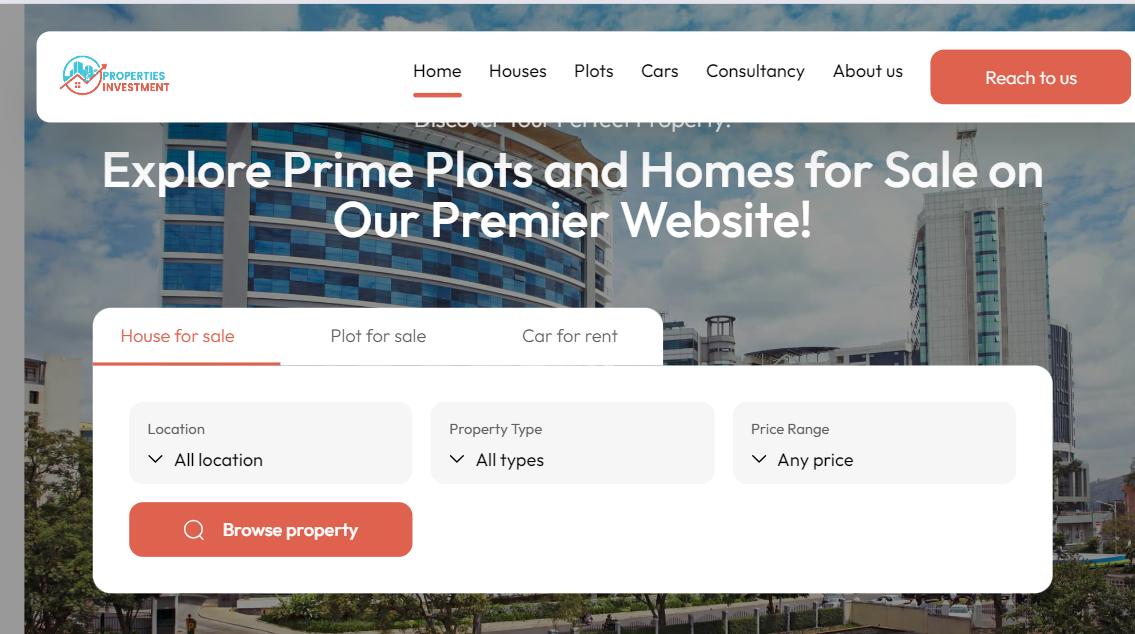 PROPERTIES
INVESTMENT
Home Houses Plots Cars Consultancy About us Reach to us
Discover Your Perfect Property:
Explore Prime Plots and Homes for Sale on
Our Premier Website!
House for sale Plot for sale Car for rent
Location Property Type Price Range
All location All types Any price
Browse property